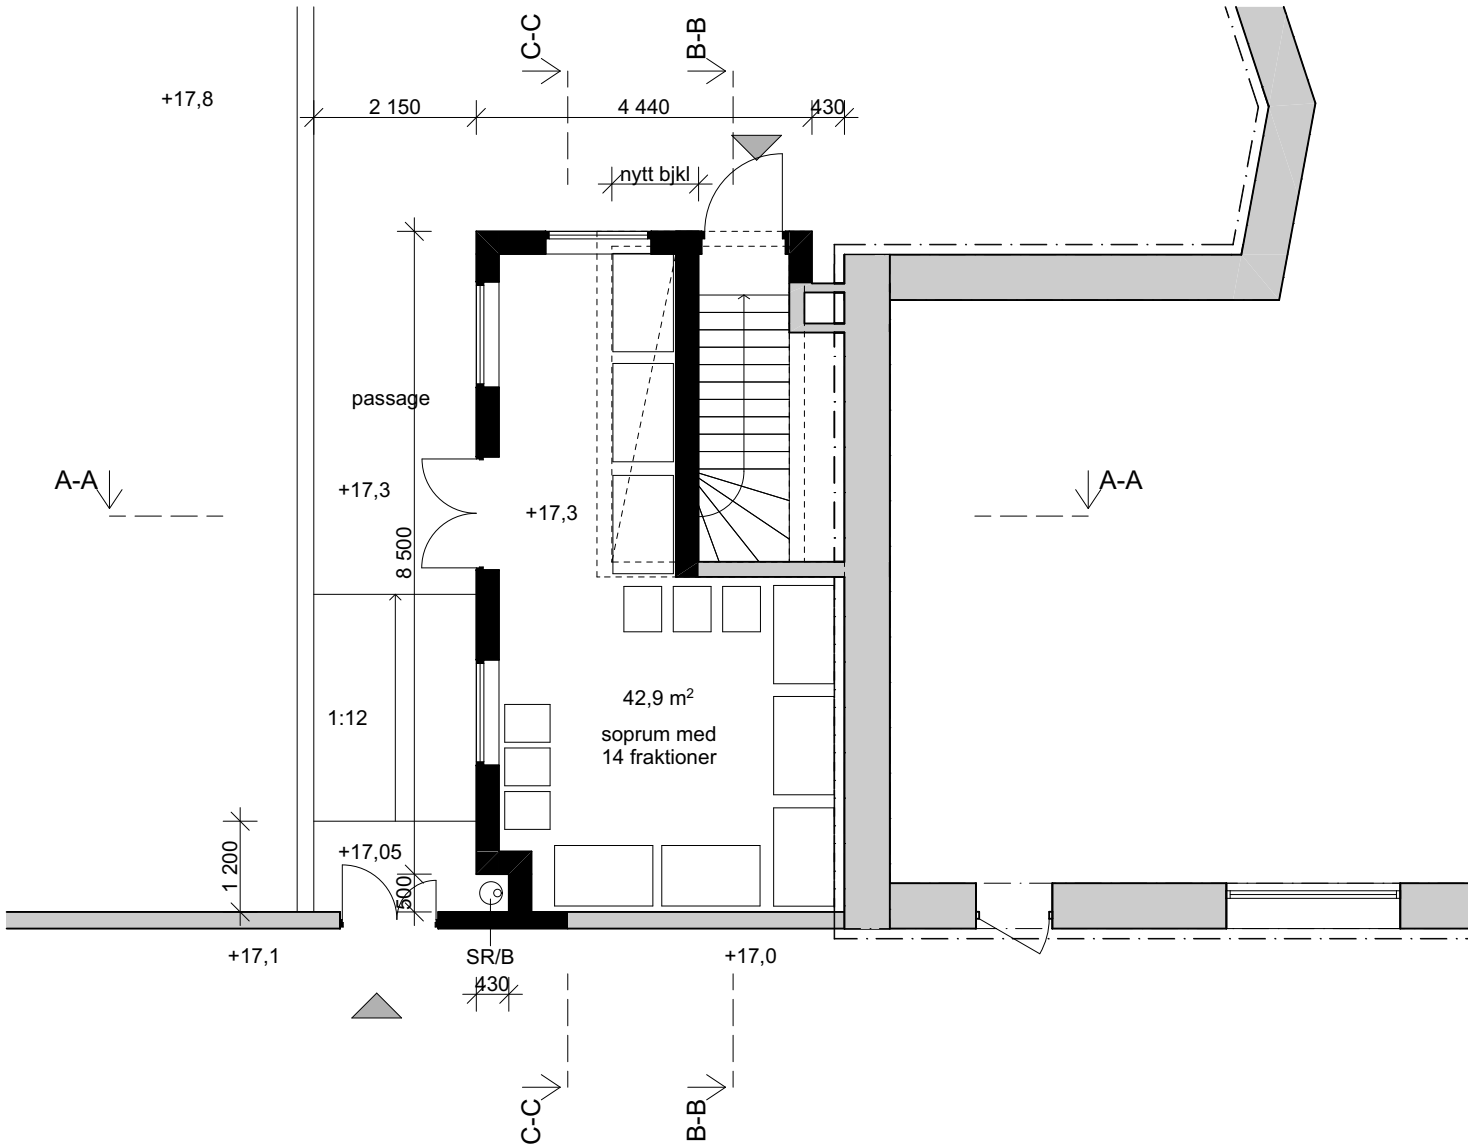 C-C
B-B
+17,8
2 150
4 440
430
nytt bjkl
passage
A-A
A-A
+17,3
+17,3
8 500
42,9 m²
1:12
soprum med
14 fraktioner
+17,05
1 200
500
+17,1
SR/B
+17,0
430
C-C
B-B